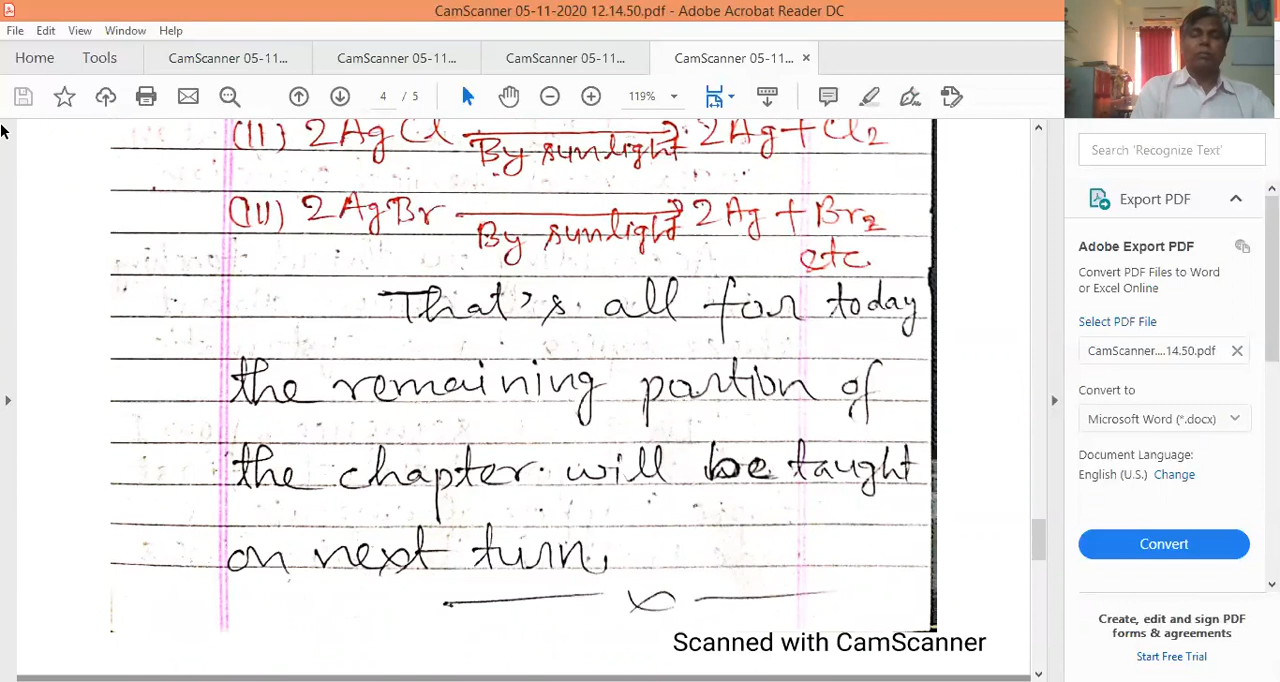 CamScanner 05-11-2020 12.14.50.pdf - Adobe Acrobat Reader DC
File Edit View Window Help
Home Tools CamScanner 05-11... CamScanner 05-11... CamScanner 05-11... CamScanner 05-11... ×
4 / 5 119%
(II) 2AgCl By sunlight 2Ag + Cl2
(III) 2AgBr By sunlight 2Ag + Br2
etc.
That's all for today
the remaining partion of
the chapter. will be taught
on next turn.
Scanned with CamScanner
Search 'Recognize Text'
Export PDF
Adobe Export PDF
Convert PDF Files to Word
or Excel Online
Select PDF File
CamScanner....14.50.pdf
Convert to
Microsoft Word (*.docx)
Document Language:
English (U.S.) Change
Convert
Create, edit and sign PDF
forms & agreements
Start Free Trial